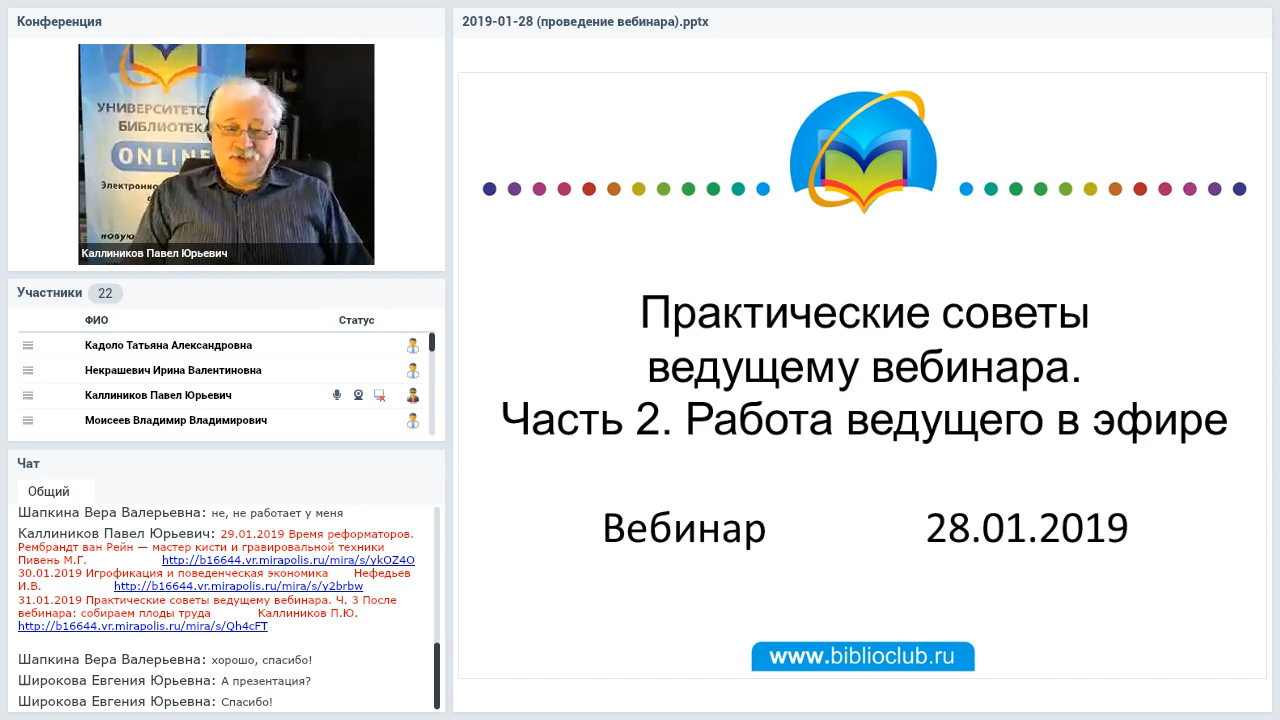 Конференция
УНИВЕРСИТЕТС
БИБЛИОТЕКА
ONLINE
Электронно
новую
Каллиников Павел Юрьевич
Участники 22
ФИО Статус
Кадоло Татьяна Александровна
Некрашевич Ирина Валентиновна
Каллиников Павел Юрьевич
Моисеев Владимир Владимирович
Чат
Общий
Шапкина Вера Валерьевна: не, не работает у меня
Каллиников Павел Юрьевич: 29.01.2019 Время реформаторов.
Рембрандт ван Рейн — мастер кисти и гравировальной техники
Пивень М.Г. http://b16644.vr.mirapolis.ru/mira/s/ykOZ4O
30.01.2019 Игрофикация и поведенческая экономика Нефедьев
И.В. http://b16644.vr.mirapolis.ru/mira/s/y2brbw
31.01.2019 Практические советы ведущему вебинара. Ч. 3 После
вебинара: собираем плоды труда Каллиников П.Ю.
http://b16644.vr.mirapolis.ru/mira/s/Qh4cFT
Шапкина Вера Валерьевна: хорошо, спасибо!
Широкова Евгения Юрьевна: А презентация?
Широкова Евгения Юрьевна: Спасибо!
2019-01-28 (проведение вебинара).pptx
Практические советы
ведущему вебинара.
Часть 2. Работа ведущего в эфире
Вебинар 28.01.2019
www.biblioclub.ru